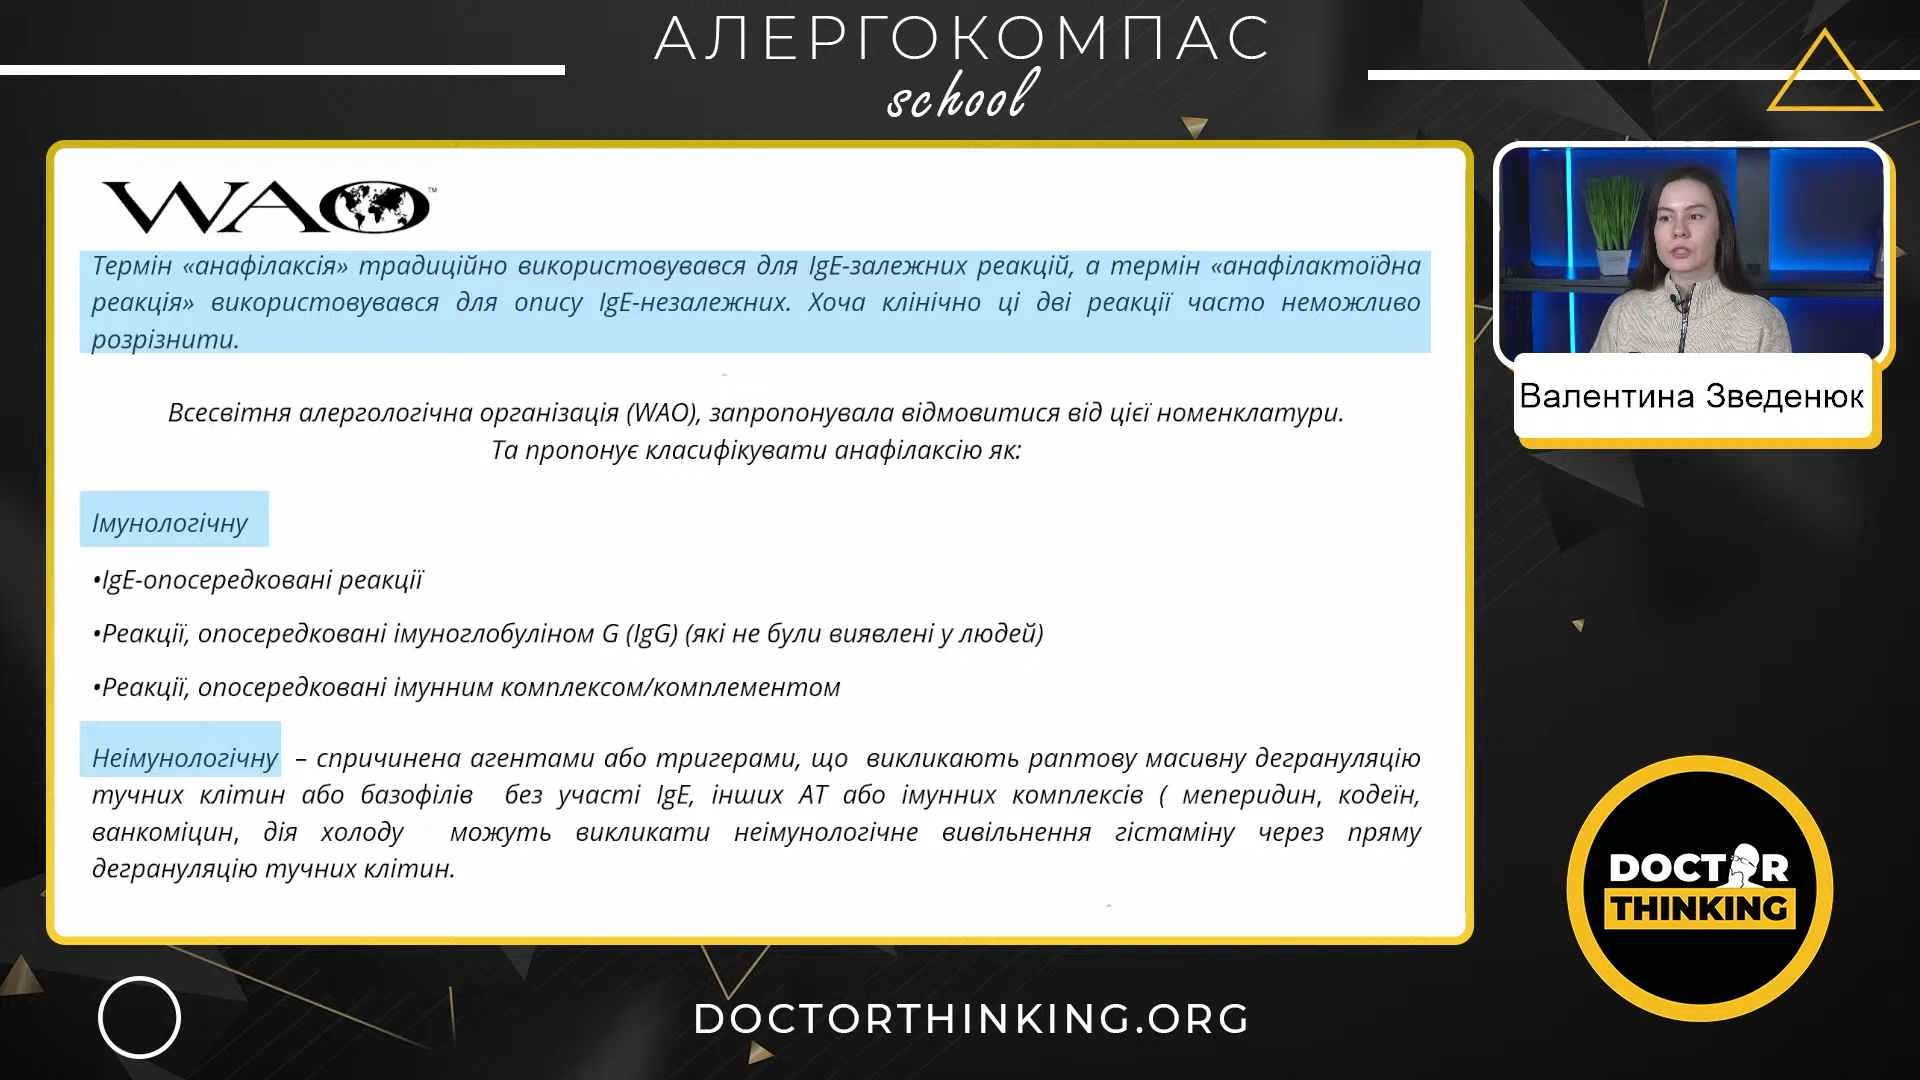 АЛЕРГОКОМПАС
school
WAO™
Термін «анафілаксія» традиційно використовувався для IgE-залежних реакцій, а термін «анафілактоїдна
реакція» використовувався для опису IgE-незалежних. Хоча клінічно ці дві реакції часто неможливо
розрізнити.
Всесвітня алергологічна організація (WAO), запропонувала відмовитися від цієї номенклатури.
Та пропонує класифікувати анафілаксію як:
Імунологічну
•IgE-опосередковані реакції
•Реакції, опосередковані імуноглобуліном G (IgG) (які не були виявлені у людей)
•Реакції, опосередковані імунним комплексом/комплементом
Неімунологічну – спричинена агентами або тригерами, що викликають раптову масивну дегрануляцію
тучних клітин або базофілів без участі IgE, інших АТ або імунних комплексів ( меперидин, кодеїн,
ванкоміцин, дія холоду можуть викликати неімунологічне вивільнення гістаміну через пряму
дегрануляцію тучних клітин.
Валентина Зведенюк
DOCTOR
THINKING
DOCTORTHINKING.ORG